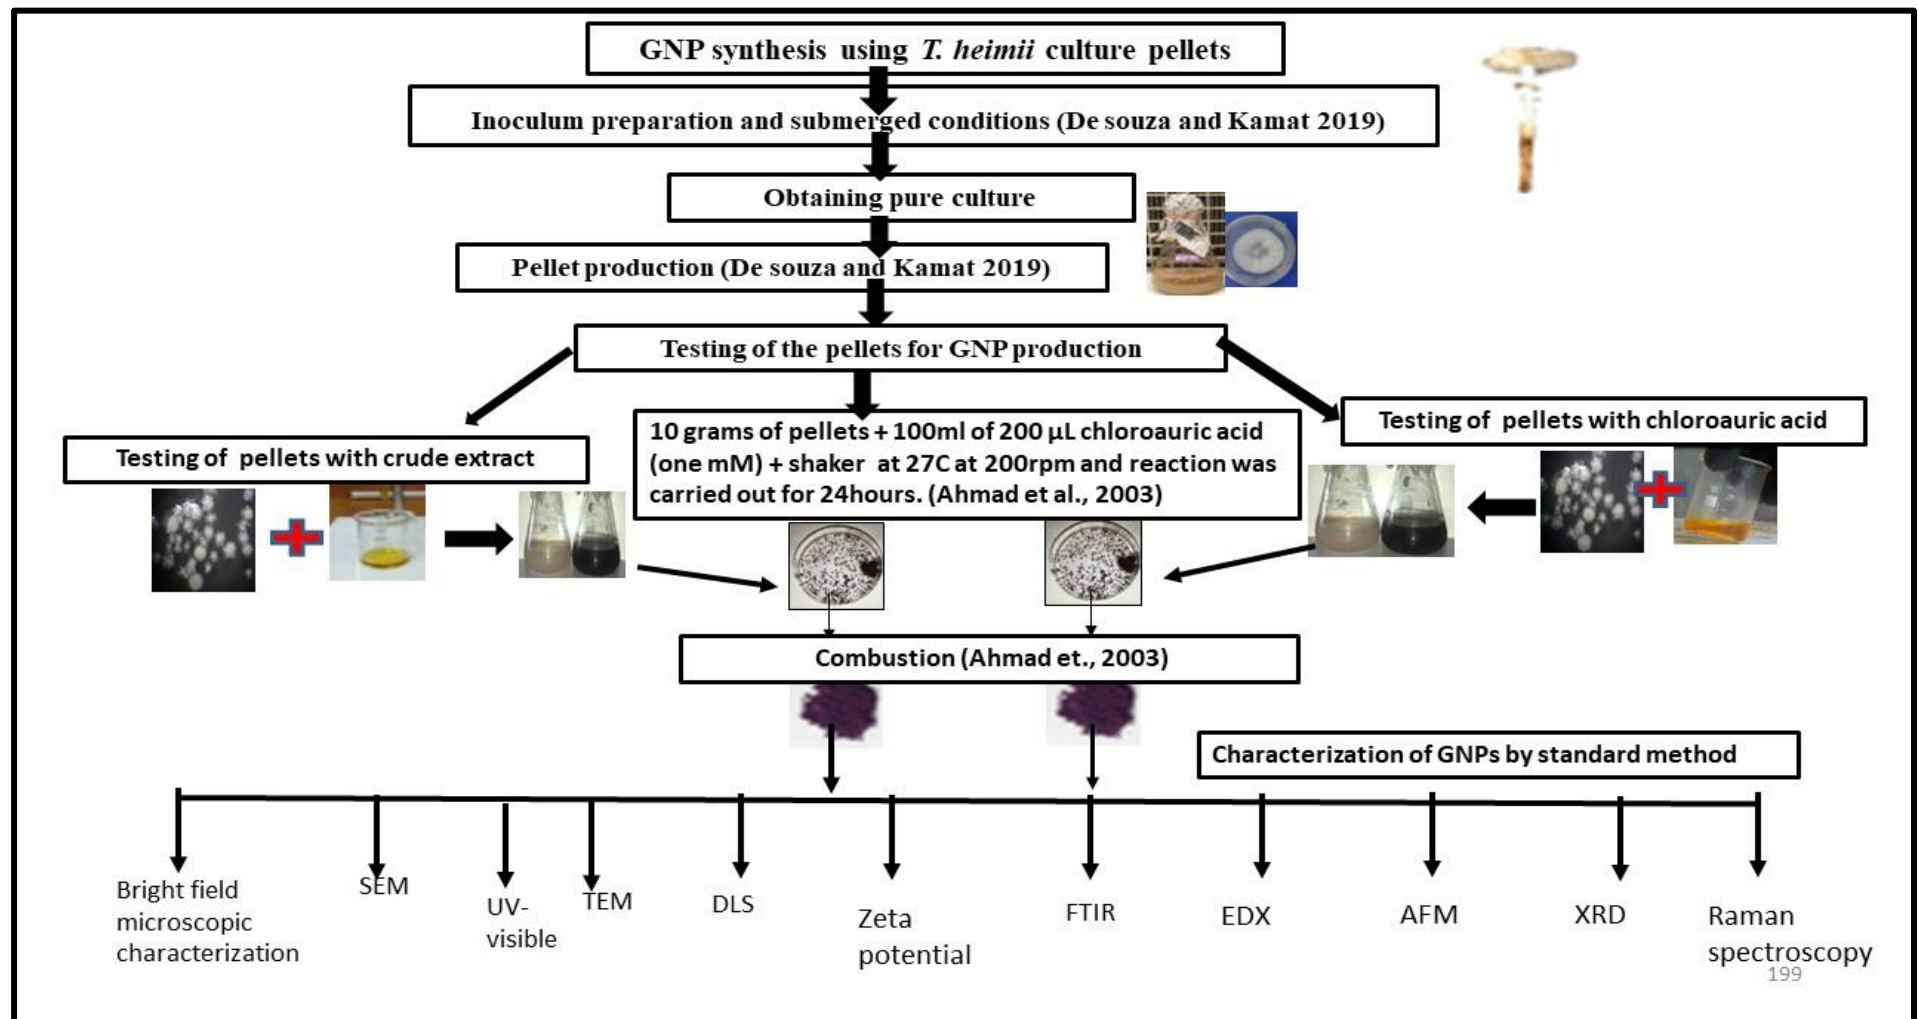 GNP synthesis using T. heimii culture pellets
Inoculum preparation and submerged conditions (De souza and Kamat 2019)
Obtaining pure culture
Pellet production (De souza and Kamat 2019)
Testing of the pellets for GNP production
Testing of pellets with crude extract
10 grams of pellets + 100ml of 200 µL chloroauric acid
(one mM) + shaker at 27C at 200rpm and reaction was
carried out for 24hours. (Ahmad et al., 2003)
Testing of pellets with chloroauric acid
Combustion (Ahmad et., 2003)
Characterization of GNPs by standard method
Bright field
microscopic
characterization
SEM
UV-
visible
TEM
DLS
Zeta
potential
FTIR
EDX
AFM
XRD
Raman
spectroscopy
199